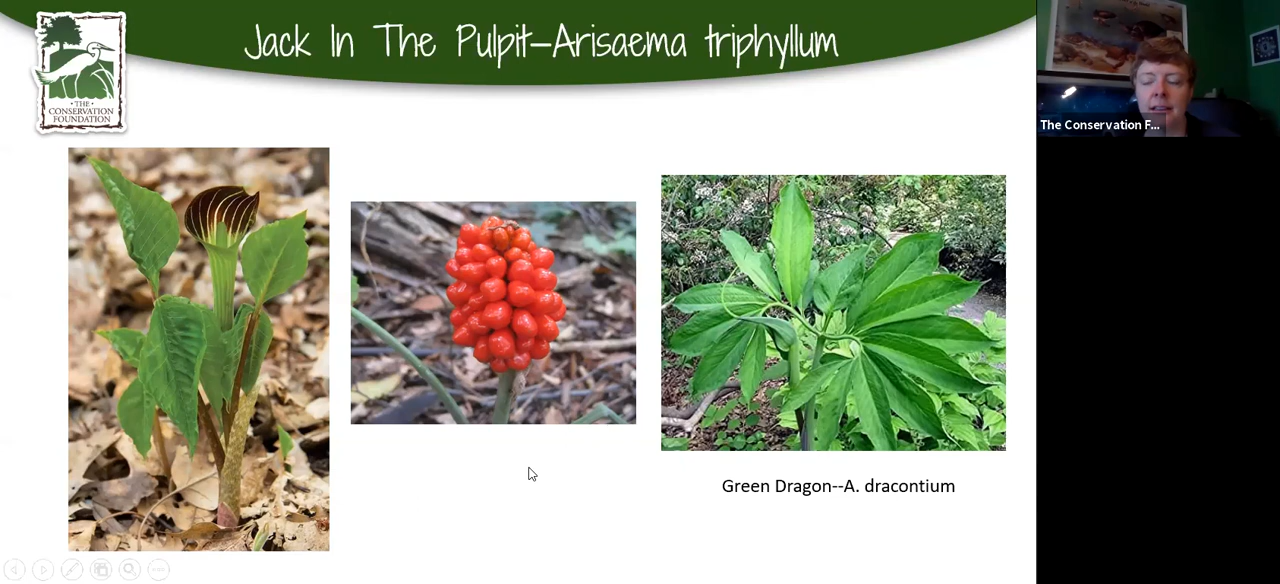 Jack In The Pulpit–Arisaema triphyllum
• THE •
CONSERVATION
FOUNDATION
The Conservation F...
Green Dragon--A. dracontium